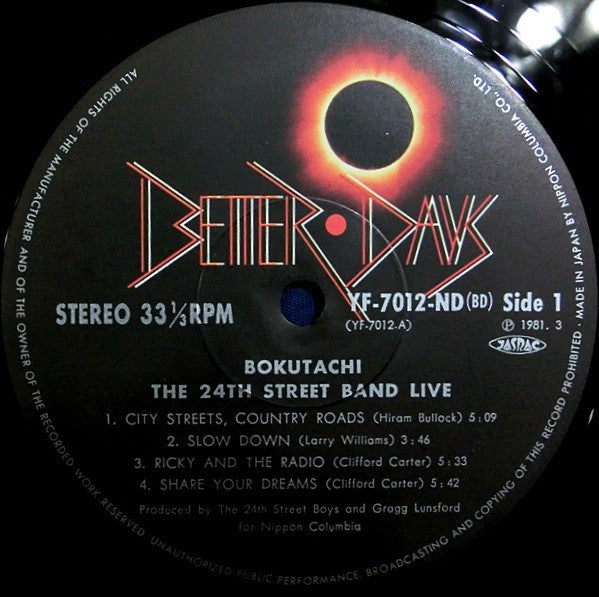 BETTER • DAYS
STEREO 33 1/3 RPM
YF-7012-ND (BD) Side 1
(YF-7012-A)
Ⓟ 1981. 3
JASRAC
BOKUTACHI
THE 24TH STREET BAND LIVE
1. CITY STREETS, COUNTRY ROADS (Hiram Bullock) 5:09
2. SLOW DOWN (Larry Williams) 3:46
3. RICKY AND THE RADIO (Clifford Carter) 5:33
4. SHARE YOUR DREAMS (Clifford Carter) 5:42
Produced by The 24th Street Boys and Gragg Lunsford
for Nippon Columbia
ALL RIGHTS OF THE MANUFACTURER AND OF THE OWNER OF THE RECORDED WORK RESERVED. UNAUTHORIZED PUBLIC PERFORMANCE, BROADCASTING AND COPYING OF THIS RECORD PROHIBITED • MADE IN JAPAN BY NIPPON COLUMBIA CO., LTD.